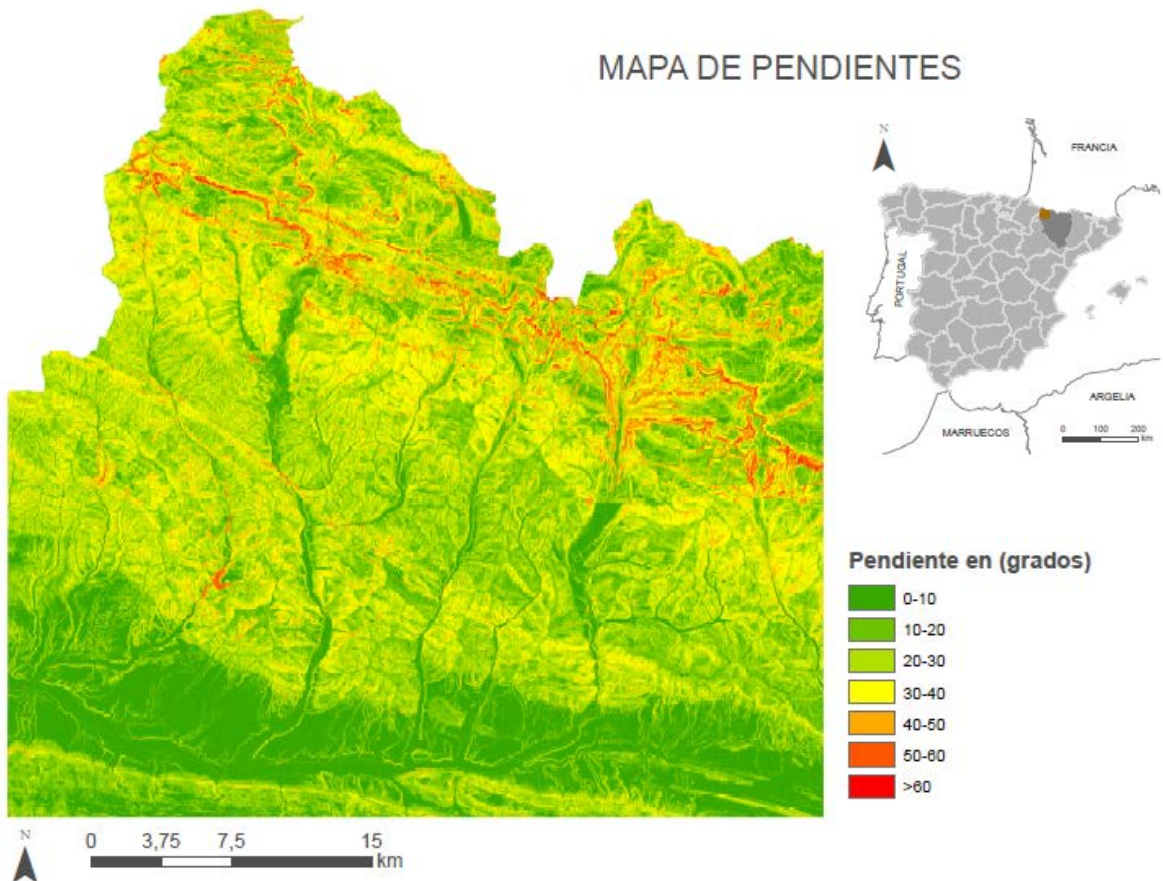 MAPA DE PENDIENTES
N
FRANCIA
PORTUGAL
ARGELIA
MARRUECOS
0 100 200
km
Pendiente en (grados)
0-10
10-20
20-30
30-40
40-50
50-60
>60
N
0 3,75 7,5 15
km